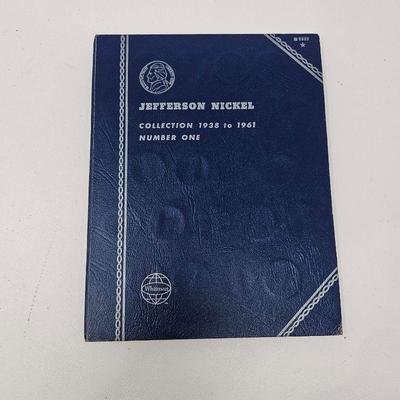 JEFFERSON NICKEL
COLLECTION 1938 to 1961
NUMBER ONE
Whitman